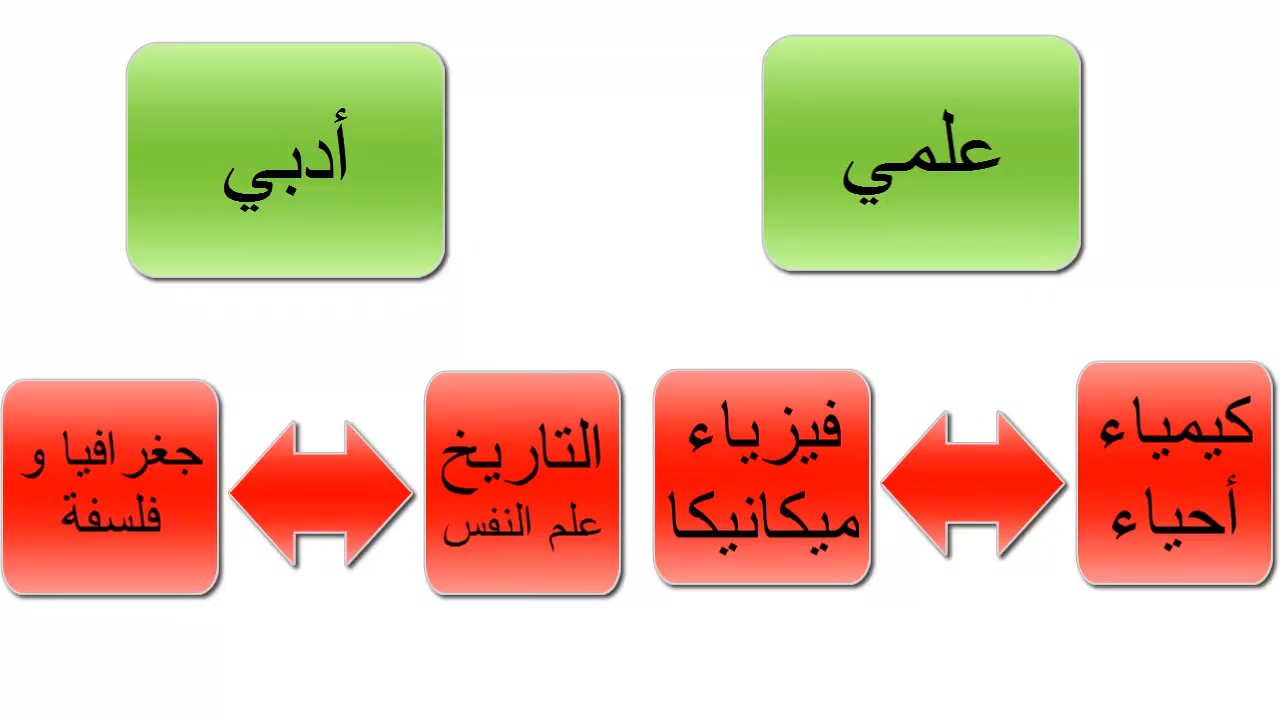 علمي
أدبي
كيمياء
أحياء
فيزياء
ميكانيكا
التاريخ
علم النفس
جغرافيا و
فلسفة